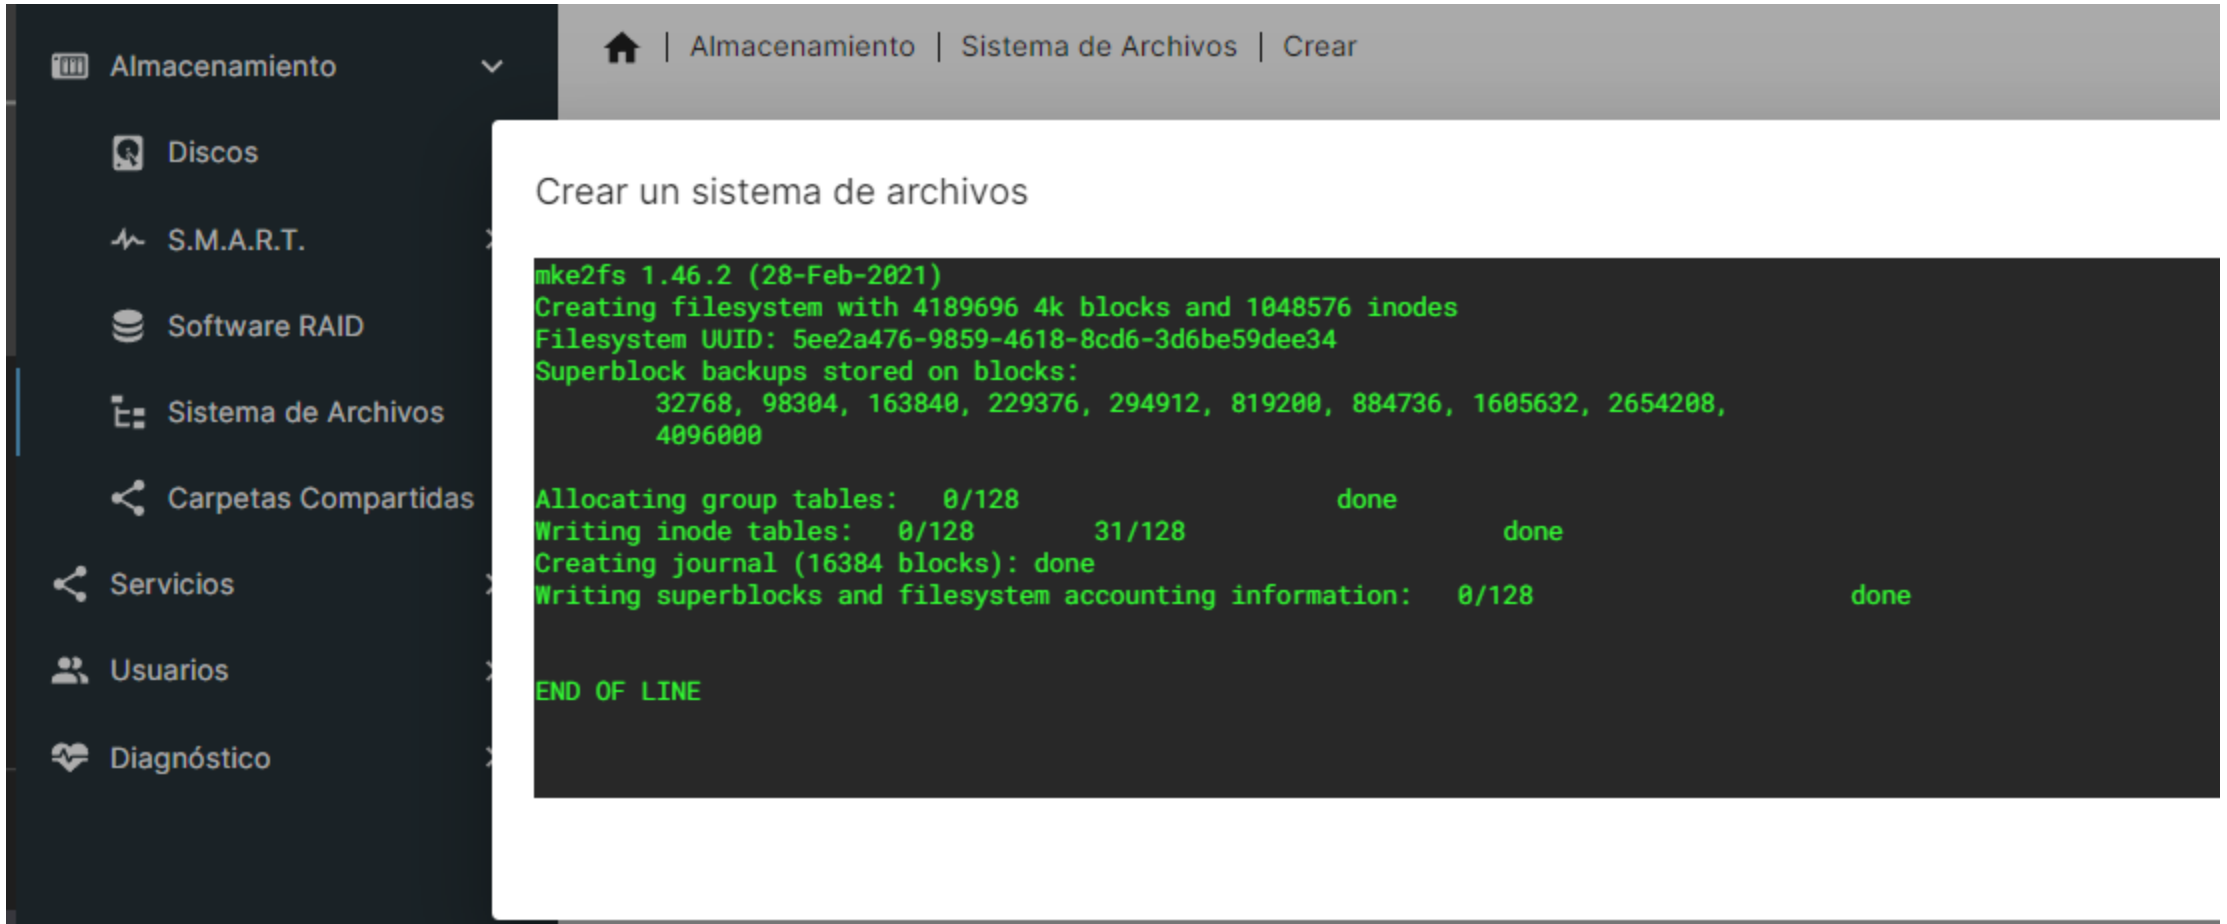 Almacenamiento
Discos
S.M.A.R.T.
Software RAID
Sistema de Archivos
Carpetas Compartidas
Servicios
Usuarios
Diagnóstico
| Almacenamiento | Sistema de Archivos | Crear
Crear un sistema de archivos
mke2fs 1.46.2 (28-Feb-2021)
Creating filesystem with 4189696 4k blocks and 1048576 inodes
Filesystem UUID: 5ee2a476-9859-4618-8cd6-3d6be59dee34
Superblock backups stored on blocks:
32768, 98304, 163840, 229376, 294912, 819200, 884736, 1605632, 2654208,
4096000
Allocating group tables: 0/128 done
Writing inode tables: 0/128 31/128 done
Creating journal (16384 blocks): done
Writing superblocks and filesystem accounting information: 0/128 done
END OF LINE